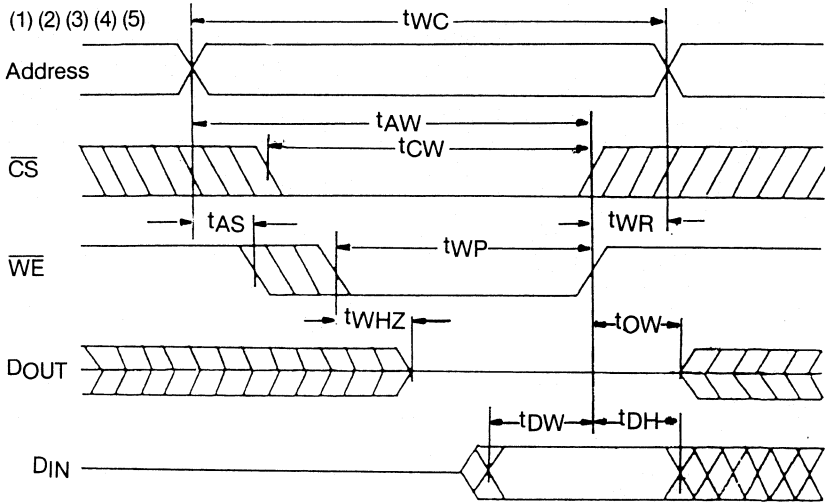 (1) (2) (3) (4) (5)
tWC
Address
tAW
tCW
CS
tAS
tWR
WE
tWP
tWHZ
tOW
DOUT
tDW
tDH
DIN